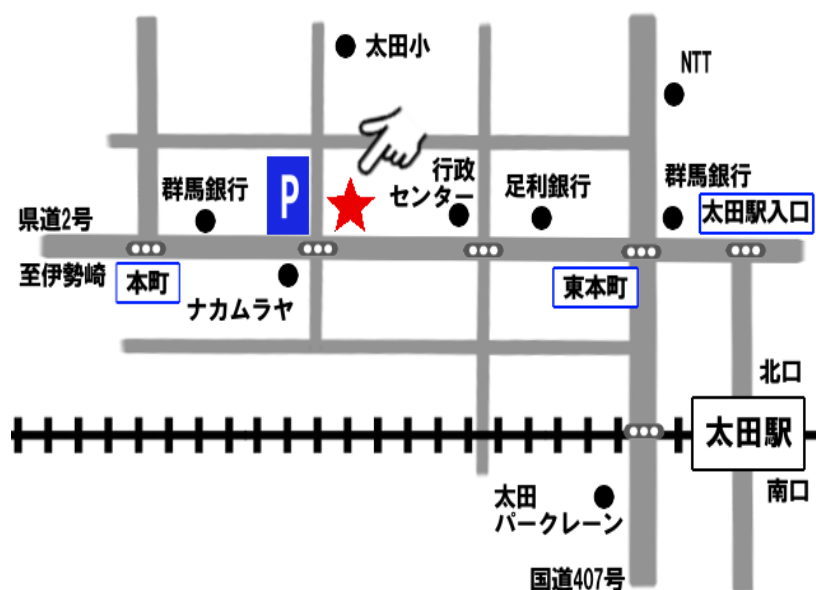 太田小
NTT
行政
センター
群馬銀行
P
足利銀行
群馬銀行
太田駅入口
県道2号
至伊勢崎
本町
ナカムラヤ
東本町
北口
太田駅
南口
太田
パークレーン
国道407号